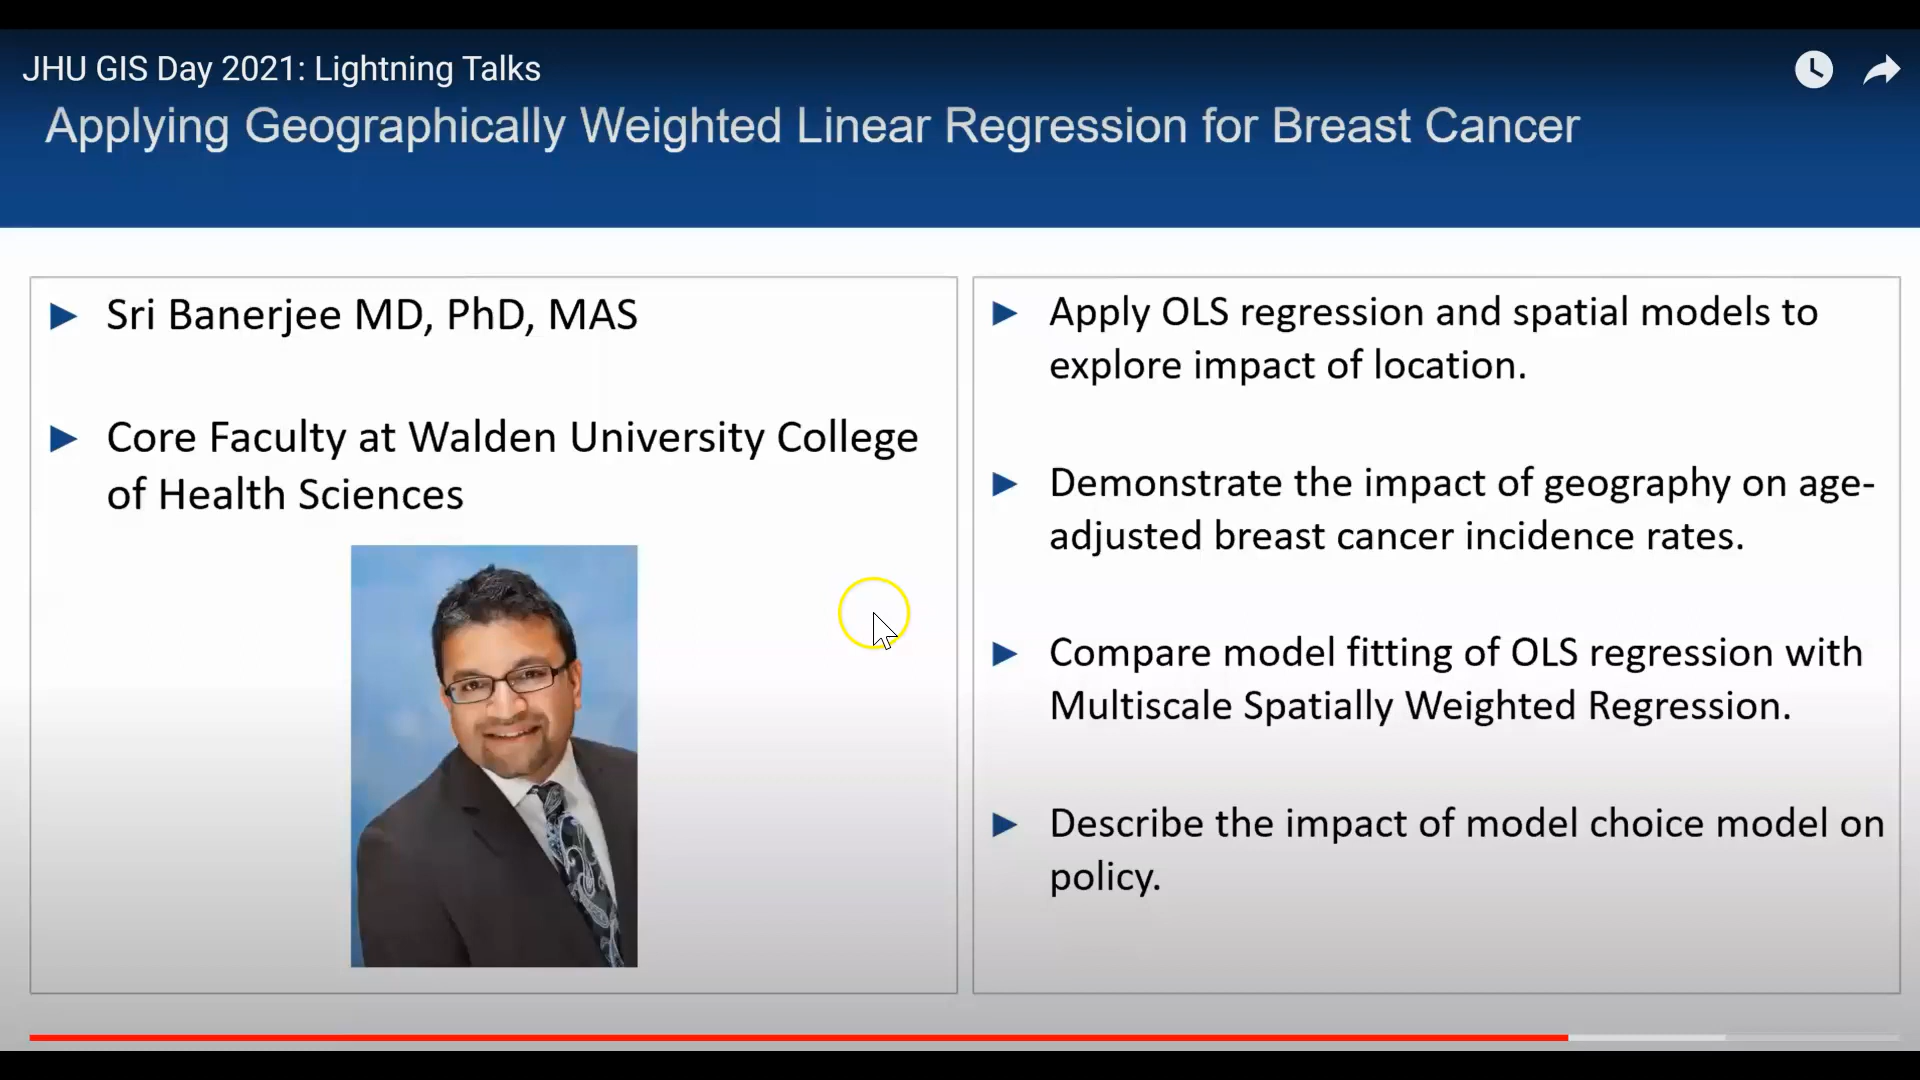 JHU GIS Day 2021: Lightning Talks
Applying Geographically Weighted Linear Regression for Breast Cancer
Sri Banerjee MD, PhD, MAS
Core Faculty at Walden University College
of Health Sciences
Apply OLS regression and spatial models to
explore impact of location.
Demonstrate the impact of geography on age-
adjusted breast cancer incidence rates.
Compare model fitting of OLS regression with
Multiscale Spatially Weighted Regression.
Describe the impact of model choice model on
policy.